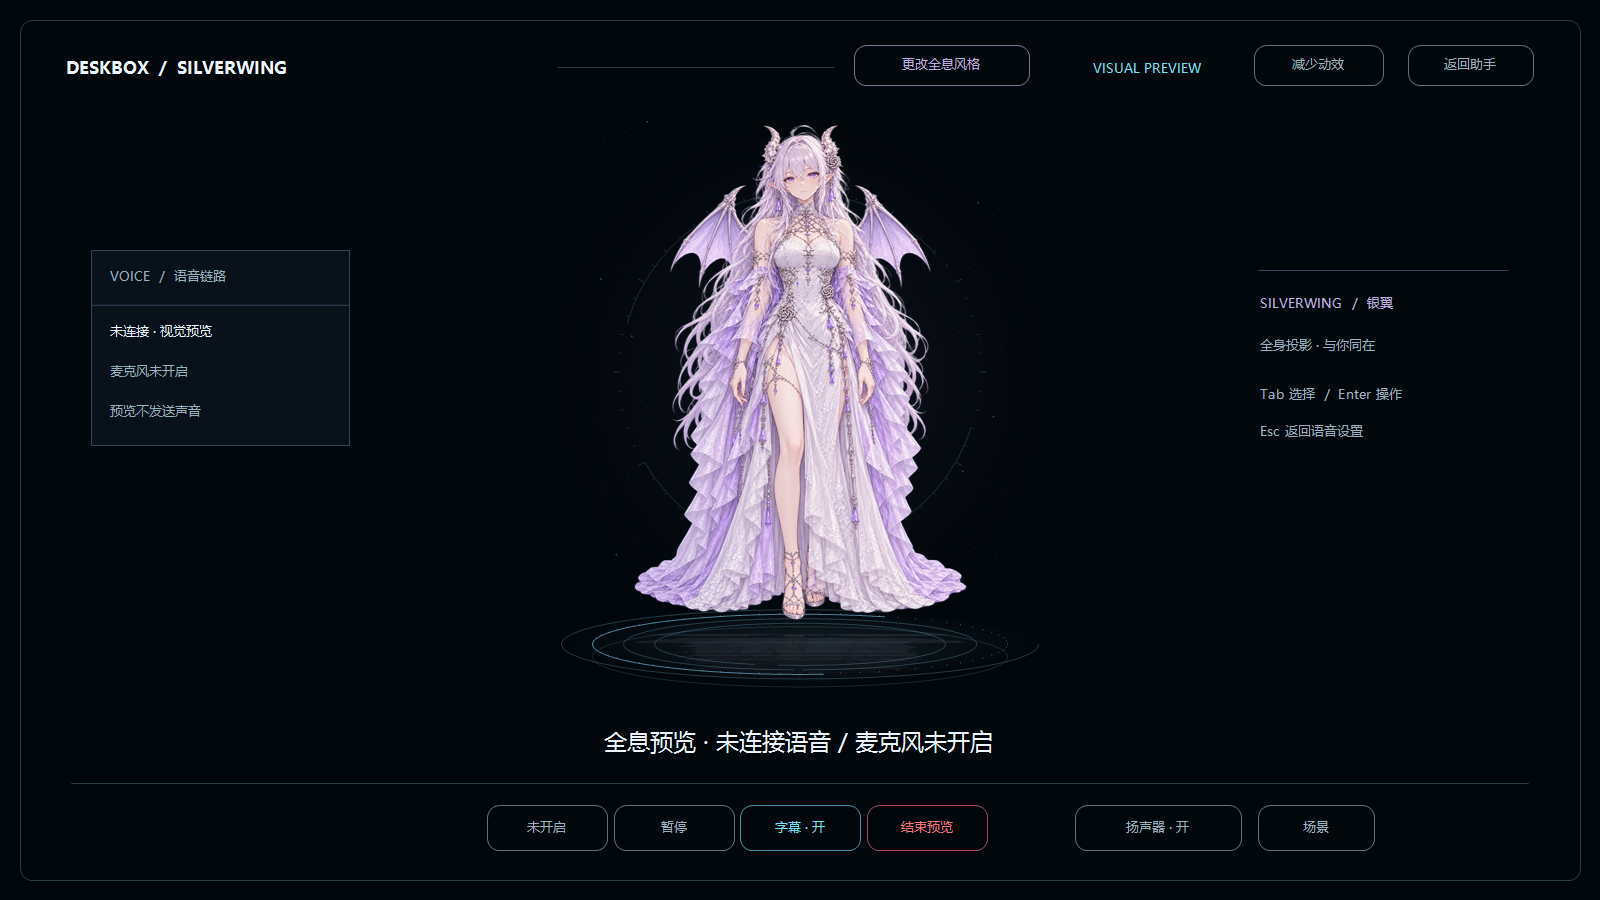 DESKBOX / SILVERWING
更改全息风格
VISUAL PREVIEW
减少动效
返回助手
VOICE / 语音链路
未连接 · 视觉预览
麦克风未开启
预览不发送声音
SILVERWING / 银翼
全身投影 · 与你同在
Tab 选择 / Enter 操作
Esc 返回语音设置
全息预览 · 未连接语音 / 麦克风未开启
未开启
暂停
字幕 · 开
结束预览
扬声器 · 开
场景